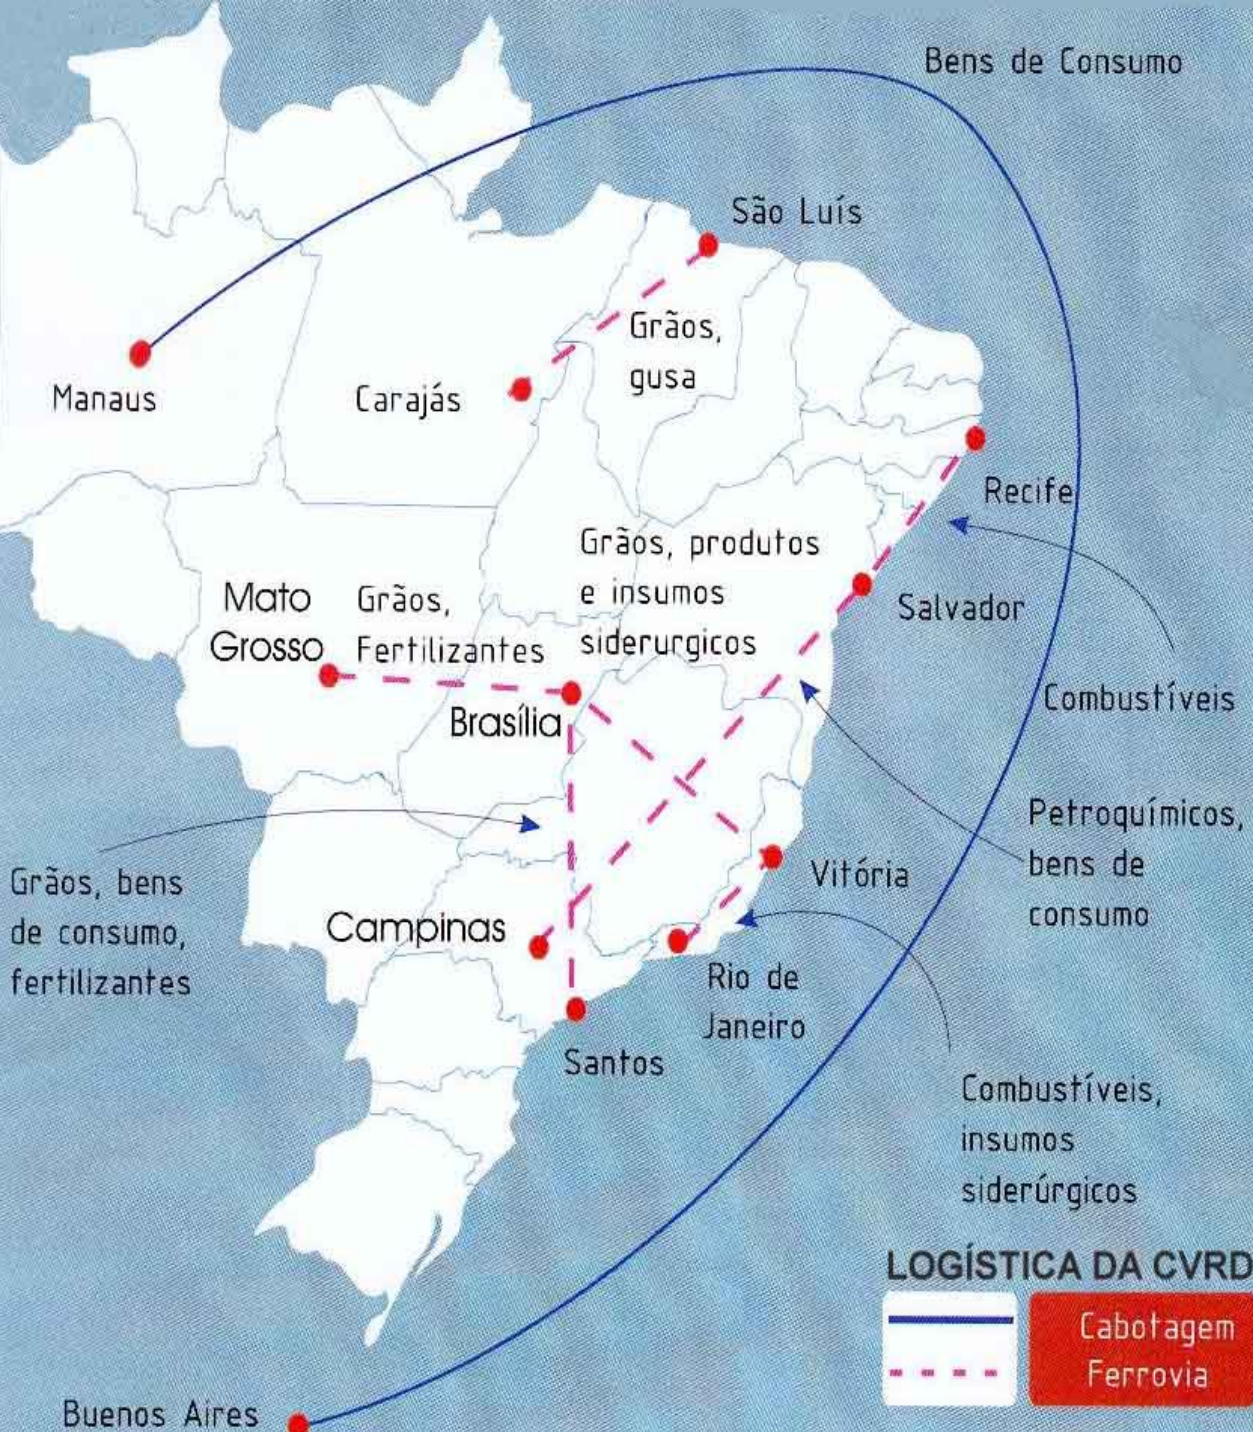 Bens de Consumo
São Luís
Grãos,
gusa
Manaus
Carajás
Recife
Grãos, produtos
e insumos
siderurgicos
Mato
Grosso
Grãos,
Fertilizantes
Salvador
Combustíveis
Brasília
Petroquímicos,
bens de
consumo
Vitória
Grãos, bens
de consumo,
fertilizantes
Campinas
Rio de
Janeiro
Santos
Combustíveis,
insumos
siderúrgicos
LOGÍSTICA DA CVRD
Cabotagem
Ferrovia
Buenos Aires